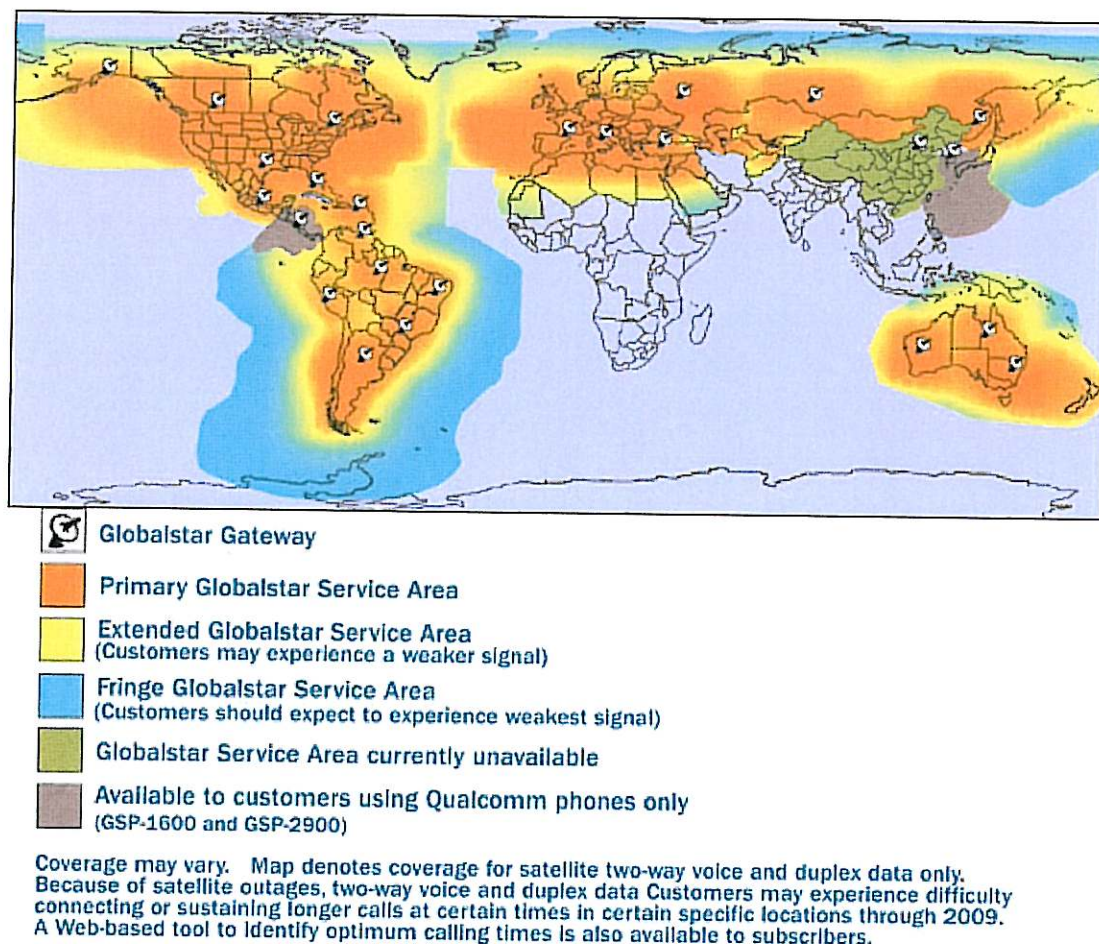 Globalstar Gateway
Primary Globalstar Service Area
Extended Globalstar Service Area
(Customers may experience a weaker signal)
Fringe Globalstar Service Area
(Customers should expect to experience weakest signal)
Globalstar Service Area currently unavailable
Available to customers using Qualcomm phones only
(GSP-1600 and GSP-2900)
Coverage may vary. Map denotes coverage for satellite two-way voice and duplex data only.
Because of satellite outages, two-way voice and duplex data Customers may experience difficulty
connecting or sustaining longer calls at certain times in certain specific locations through 2009.
A Web-based tool to identify optimum calling times is also available to subscribers.